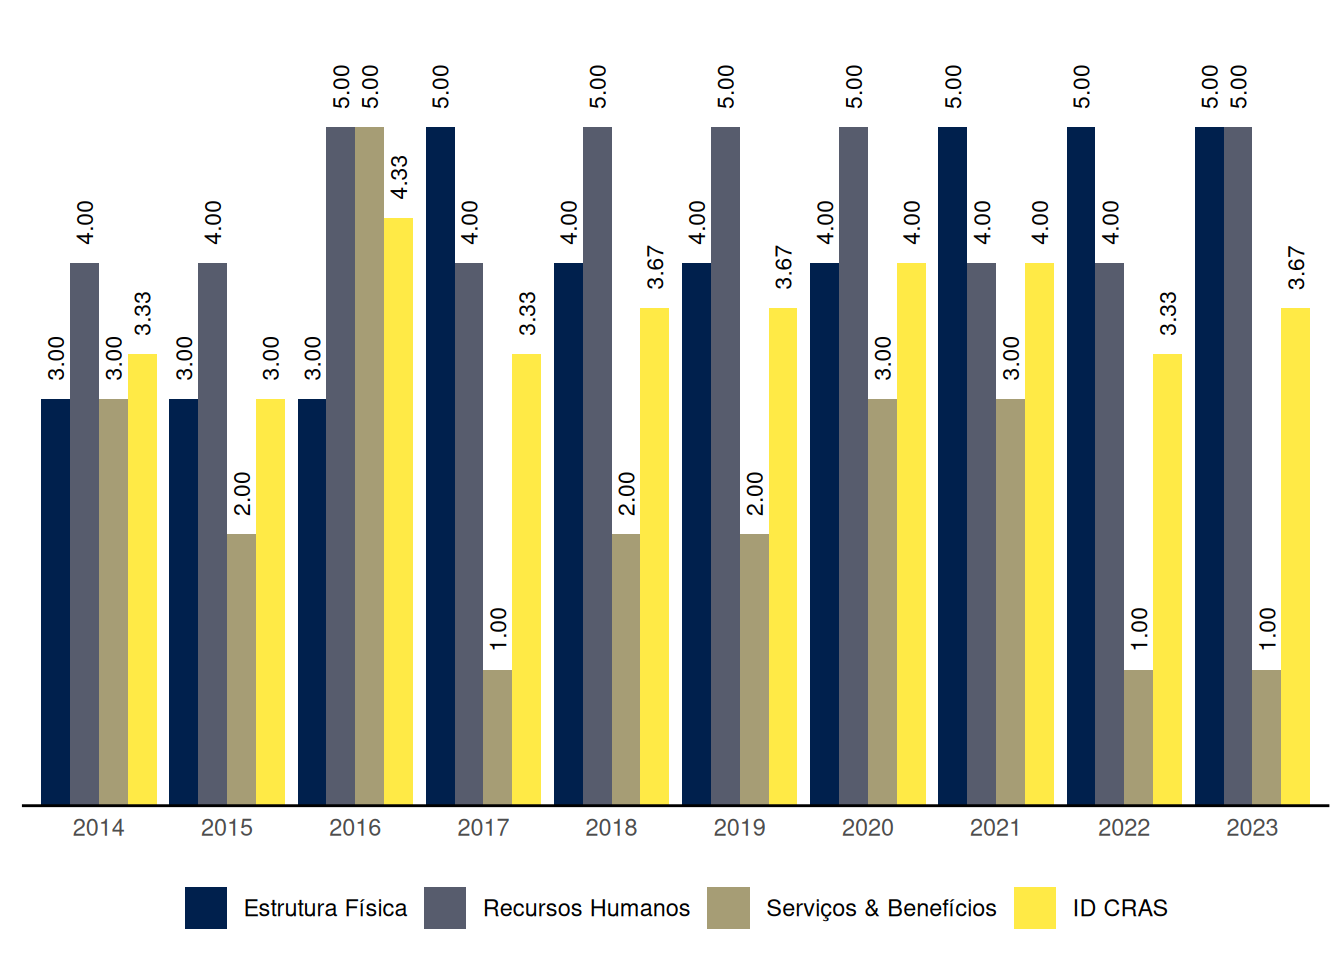 5.00 5.00 5.00 5.00 5.00 5.00 5.00 5.00 5.00 5.00
4.33
4.00 4.00 4.00 4.00 4.00 4.00 4.00 4.00 4.00 4.00
3.67 3.67 3.67
3.33 3.33 3.33
3.00 3.00 3.00 3.00 3.00 3.00 3.00
2.00 2.00 2.00
1.00 1.00 1.00
2014 2015 2016 2017 2018 2019 2020 2021 2022 2023
Estrutura Física Recursos Humanos Serviços & Benefícios ID CRAS